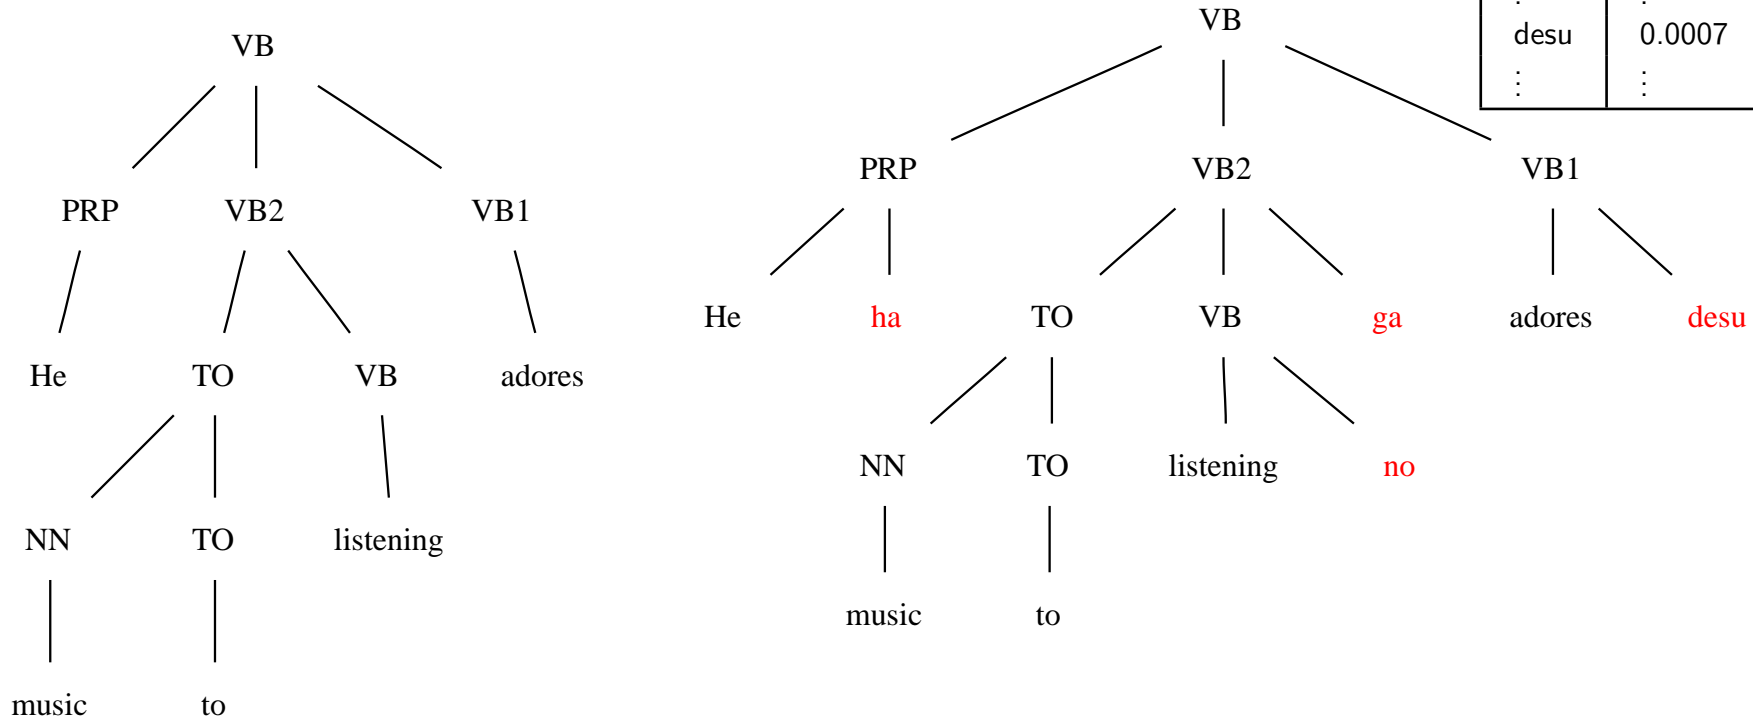 VB
PRP VB2 VB1
He TO VB adores
NN TO listening
music to
VB
PRP VB2 VB1
He ha TO VB ga adores desu
NN TO listening no
music to
⋮ ⋮
desu 0.0007
⋮ ⋮